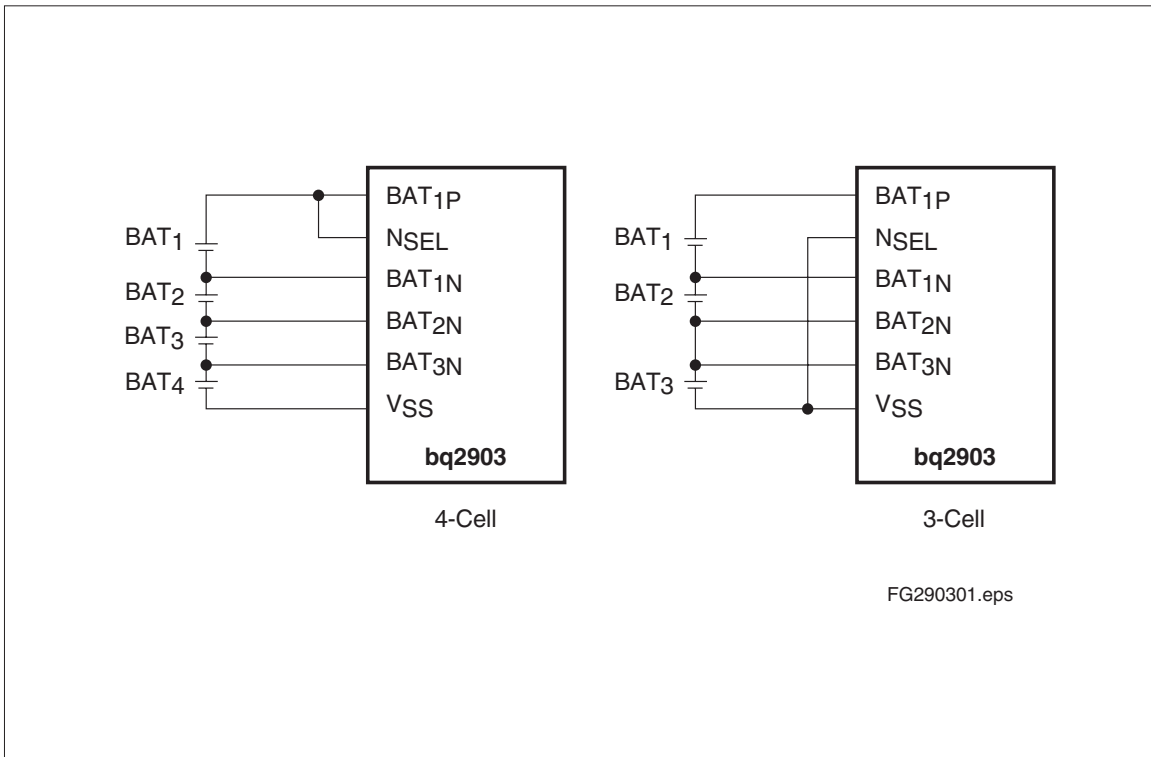 BAT1
BAT2
BAT3
BAT4
BAT1P
NSEL
BAT1N
BAT2N
BAT3N
VSS
bq2903
4-Cell
BAT1
BAT2
BAT3
BAT1P
NSEL
BAT1N
BAT2N
BAT3N
VSS
bq2903
3-Cell
FG290301.eps